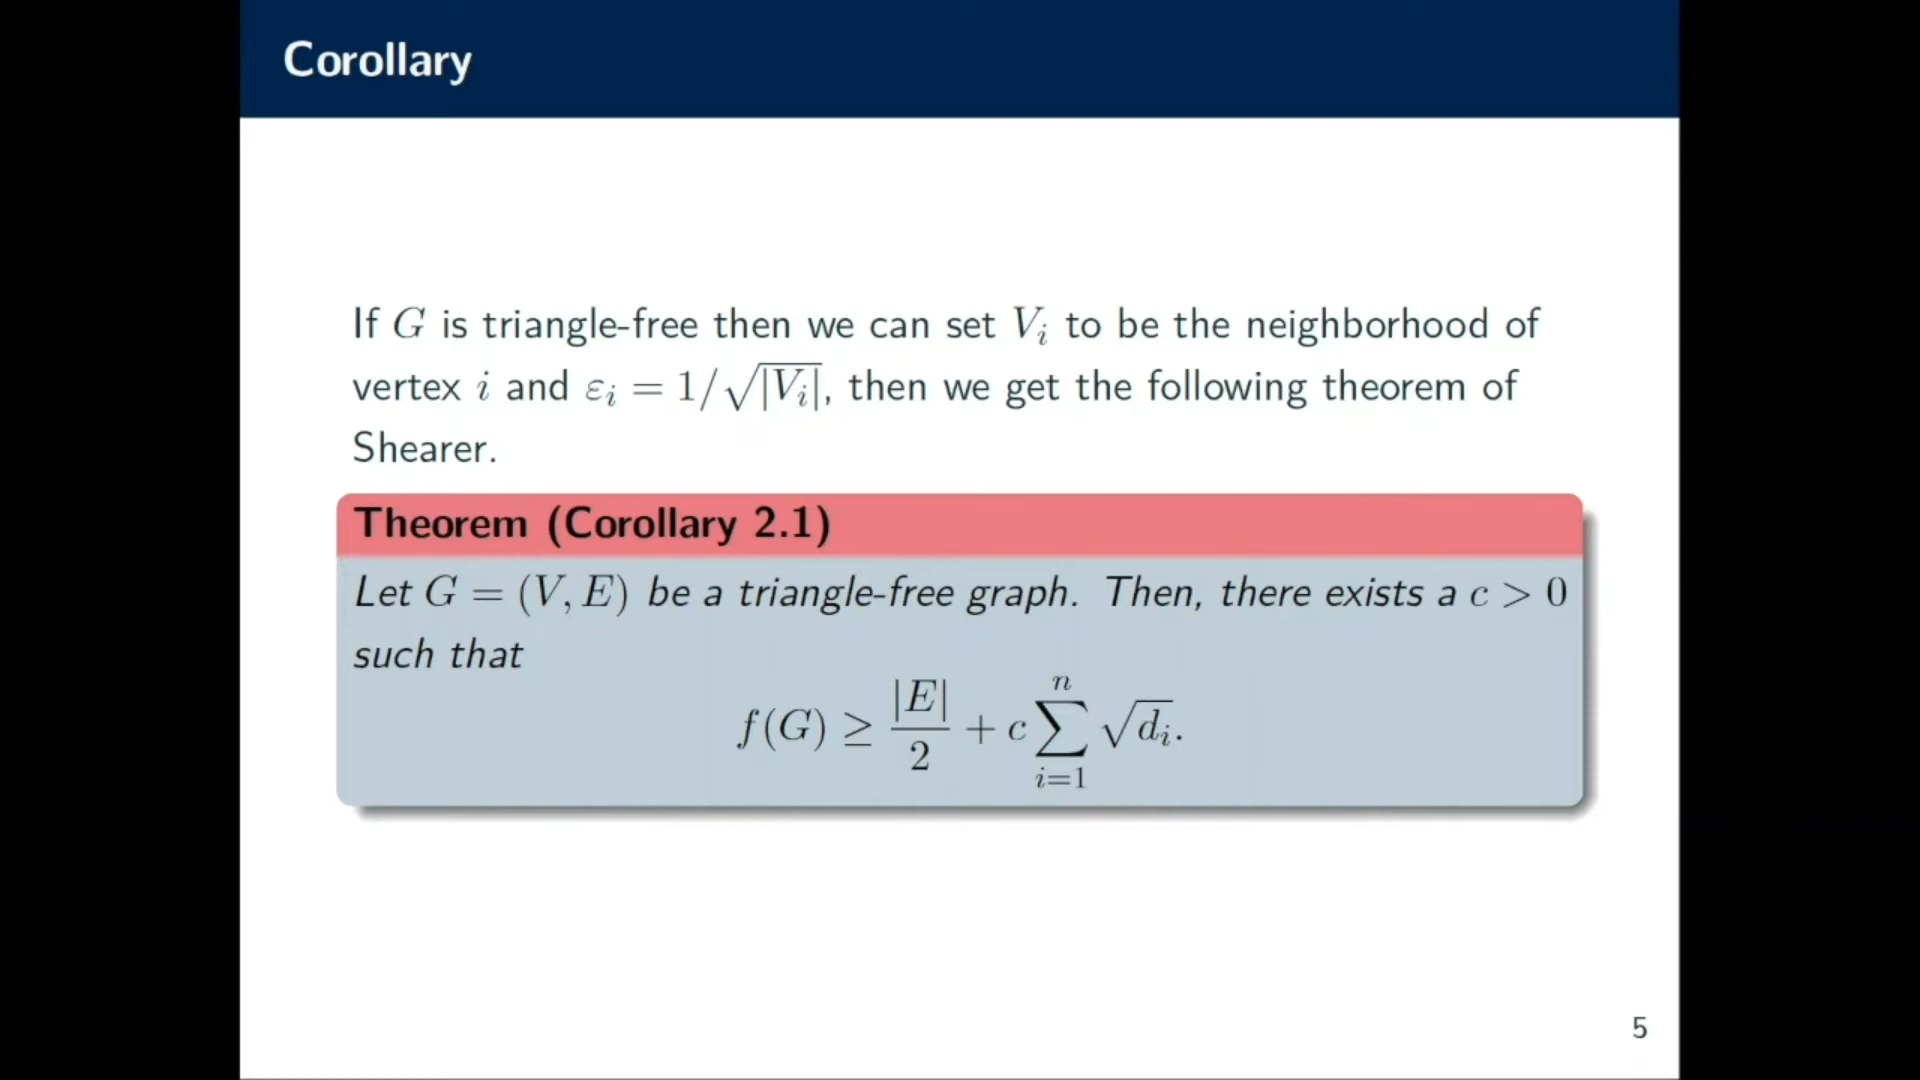 Corollary
If G is triangle-free then we can set V_i to be the neighborhood of
vertex i and ε_i = 1/√|V_i|, then we get the following theorem of
Shearer.
Theorem (Corollary 2.1)
Let G = (V, E) be a triangle-free graph. Then, there exists a c > 0
such that
f(G) ≥ |E|/2 + c ∑_{i=1}^{n} √d_i.
5